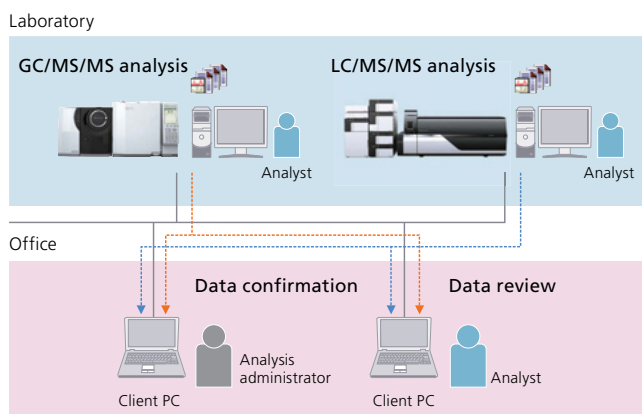 Laboratory
GC/MS/MS analysis
LC/MS/MS analysis
Analyst
Analyst
Office
Data confirmation
Data review
Analysis
administrator
Analyst
Client PC
Client PC